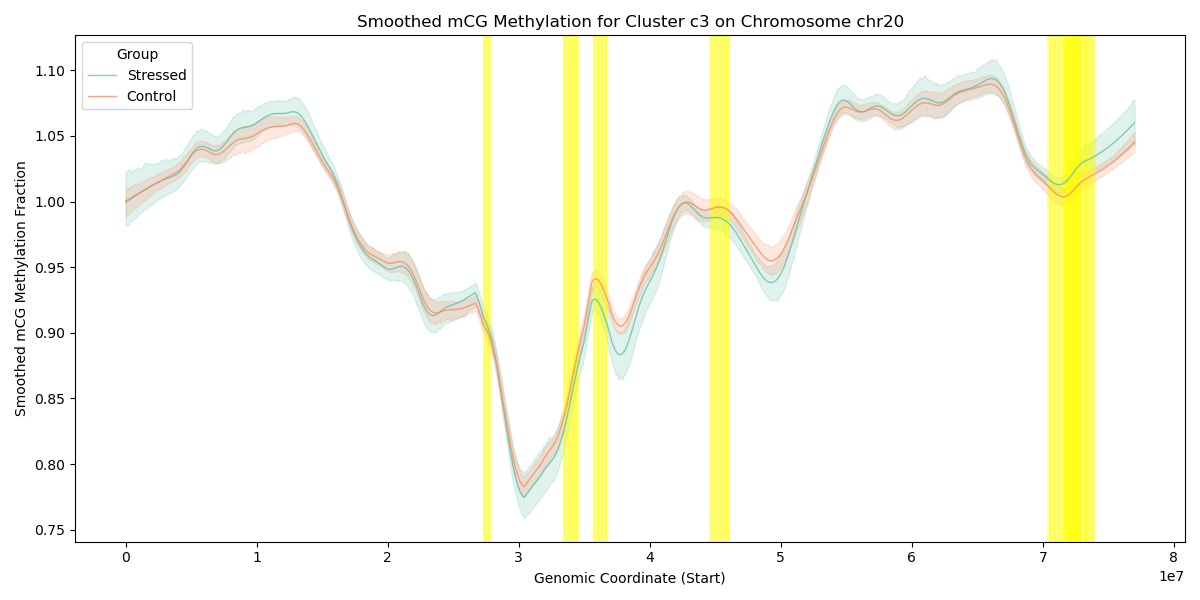 Smoothed mCG Methylation for Cluster c3 on Chromosome chr20
Group
Stressed
Control
Smoothed mCG Methylation Fraction
1.10
1.05
1.00
0.95
0.90
0.85
0.80
0.75
0 1 2 3 4 5 6 7 8
1e7
Genomic Coordinate (Start)